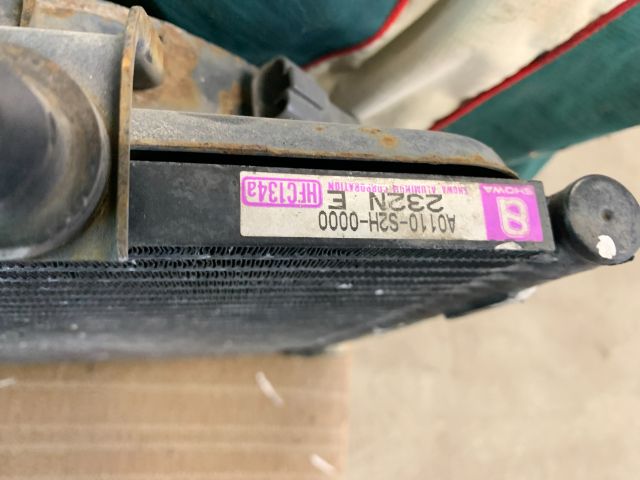 SHOWA
A0110-S2H-0000
232N E
SHOWA ALUMINUM CORPORATION
HFC134a